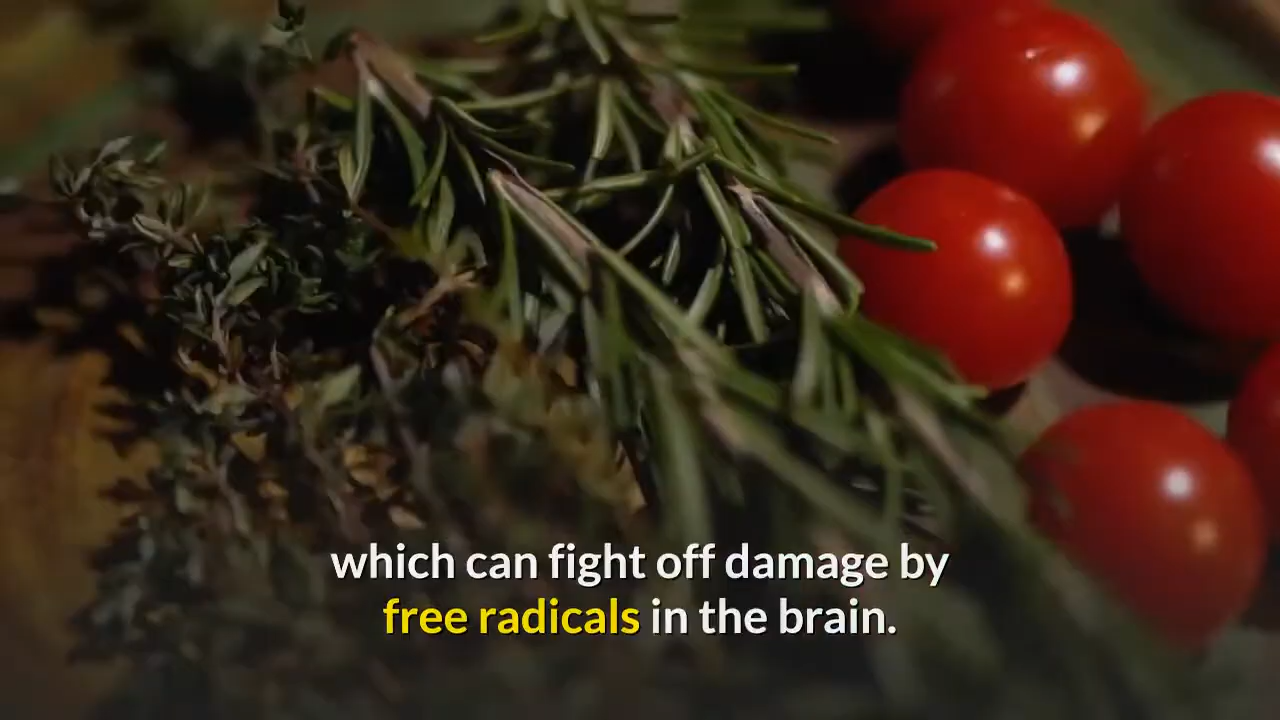 which can fight off damage by
free radicals in the brain.